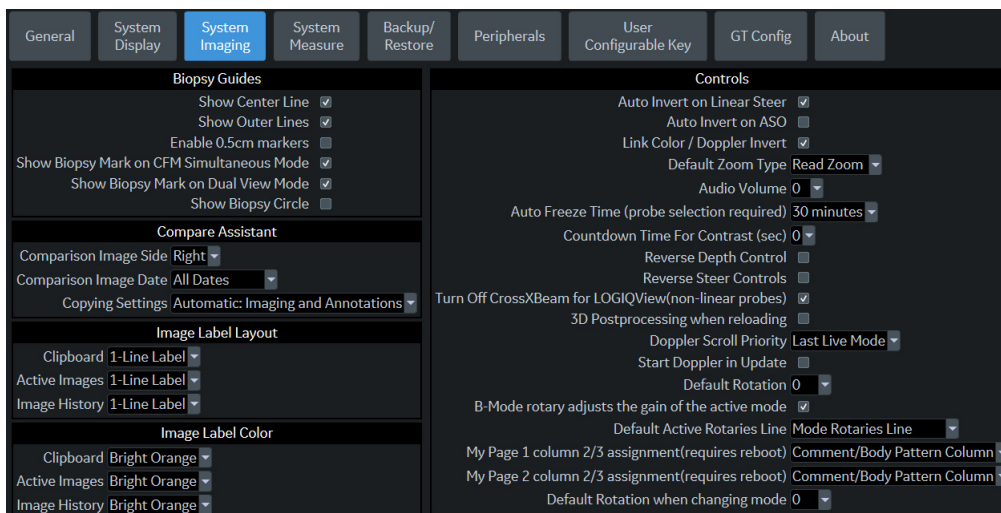 General
System
Display
System
Imaging
System
Measure
Backup/
Restore
Peripherals
User
Configurable Key
GT Config
About
Biopsy Guides
Show Center Line
Show Outer Lines
Enable 0.5cm markers
Show Biopsy Mark on CFM Simultaneous Mode
Show Biopsy Mark on Dual View Mode
Show Biopsy Circle
Compare Assistant
Comparison Image Side Right
Comparison Image Date All Dates
Copying Settings Automatic: Imaging and Annotations
Image Label Layout
Clipboard 1-Line Label
Active Images 1-Line Label
Image History 1-Line Label
Image Label Color
Clipboard Bright Orange
Active Images Bright Orange
Image History Bright Orange
Controls
Auto Invert on Linear Steer
Auto Invert on ASO
Link Color / Doppler Invert
Default Zoom Type Read Zoom
Audio Volume 0
Auto Freeze Time (probe selection required) 30 minutes
Countdown Time For Contrast (sec) 0
Reverse Depth Control
Reverse Steer Controls
Turn Off CrossXBeam for LOGIQView(non-linear probes)
3D Postprocessing when reloading
Doppler Scroll Priority Last Live Mode
Start Doppler in Update
Default Rotation 0
B-Mode rotary adjusts the gain of the active mode
Default Active Rotaries Line Mode Rotaries Line
My Page 1 column 2/3 assignment(requires reboot) Comment/Body Pattern Column
My Page 2 column 2/3 assignment(requires reboot) Comment/Body Pattern Column
Default Rotation when changing mode 0